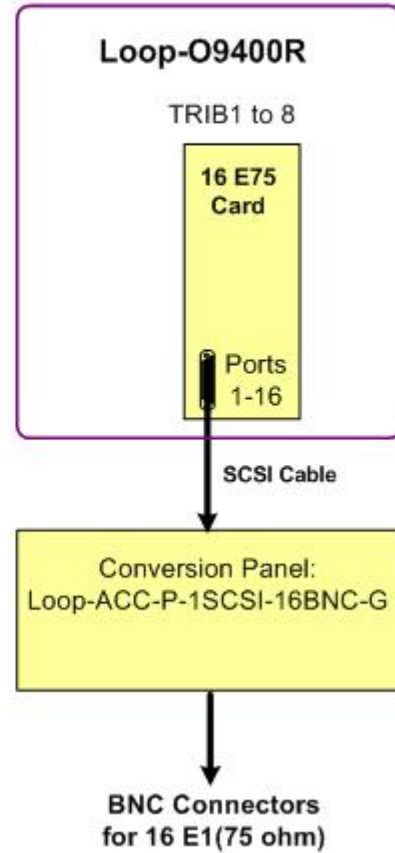 Loop-O9400R
TRIB1 to 8
16 E75
Card
Ports
1-16
SCSI Cable
Conversion Panel:
Loop-ACC-P-1SCSI-16BNC-G
BNC Connectors
for 16 E1(75 ohm)